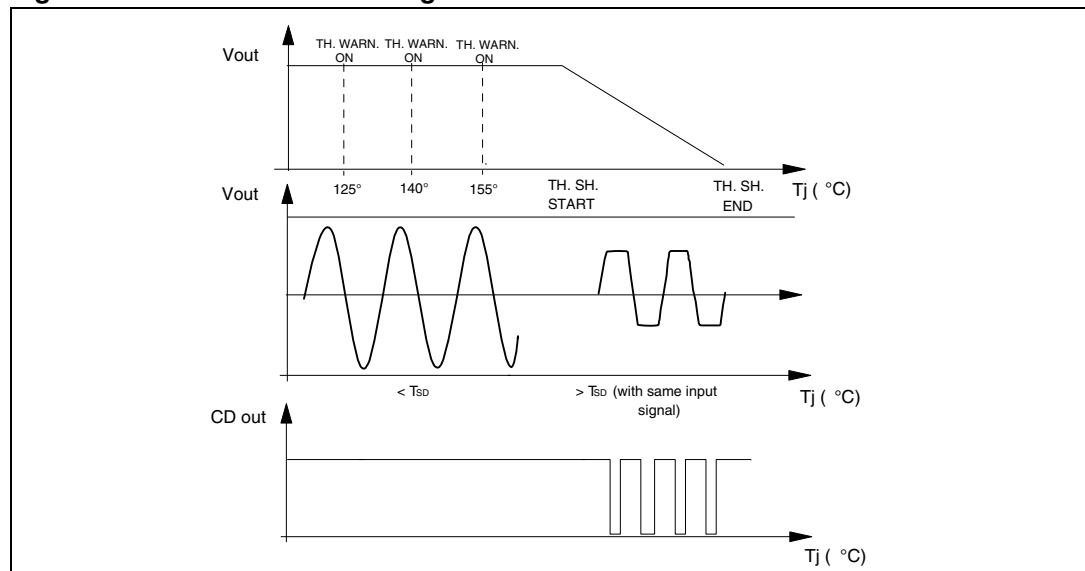 Vout
TH. WARN. TH. WARN. TH. WARN.
ON ON ON
125° 140° 155°
TH. SH.
START
TH. SH.
END
Tj ( °C)
Vout
< TSD
> TSD (with same input
signal)
Tj ( °C)
CD out
Tj ( °C)